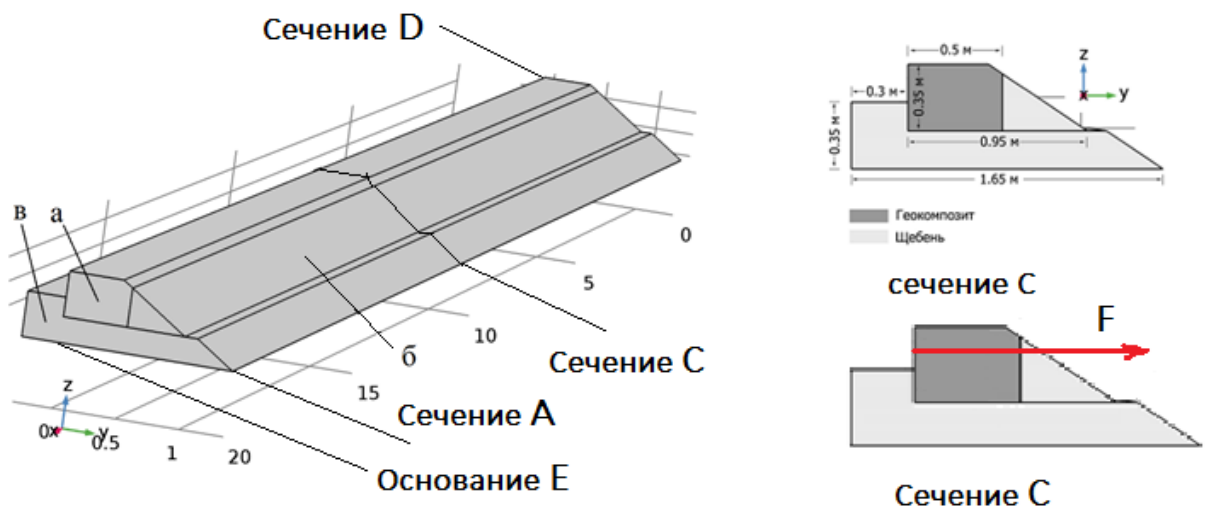 Сечение D
в
а
б
0
5
10
15
20
Сечение C
Сечение A
Основание E
z
y
x
0
0.5
1
0.5 м
z
y
x
0.3 м
0.35 м
0.35 м
0.95 м
1.65 м
Геокомпозит
Щебень
сечение C
F
Сечение C